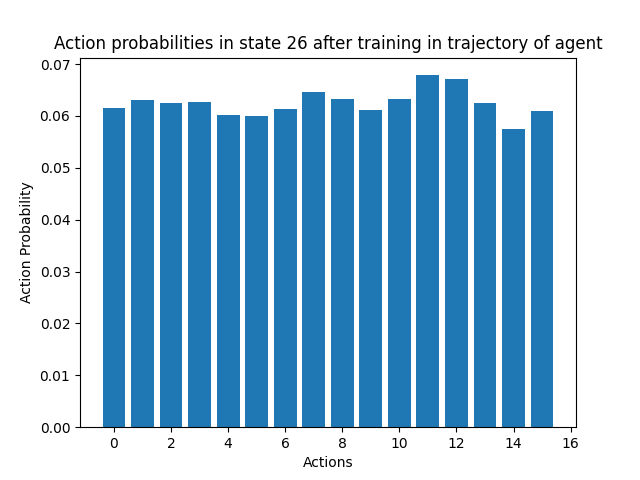 Action probabilities in state 26 after training in trajectory of agent
0.07
0.06
0.05
0.04
0.03
0.02
0.01
0.00
Action Probability
0 2 4 6 8 10 12 14 16
Actions